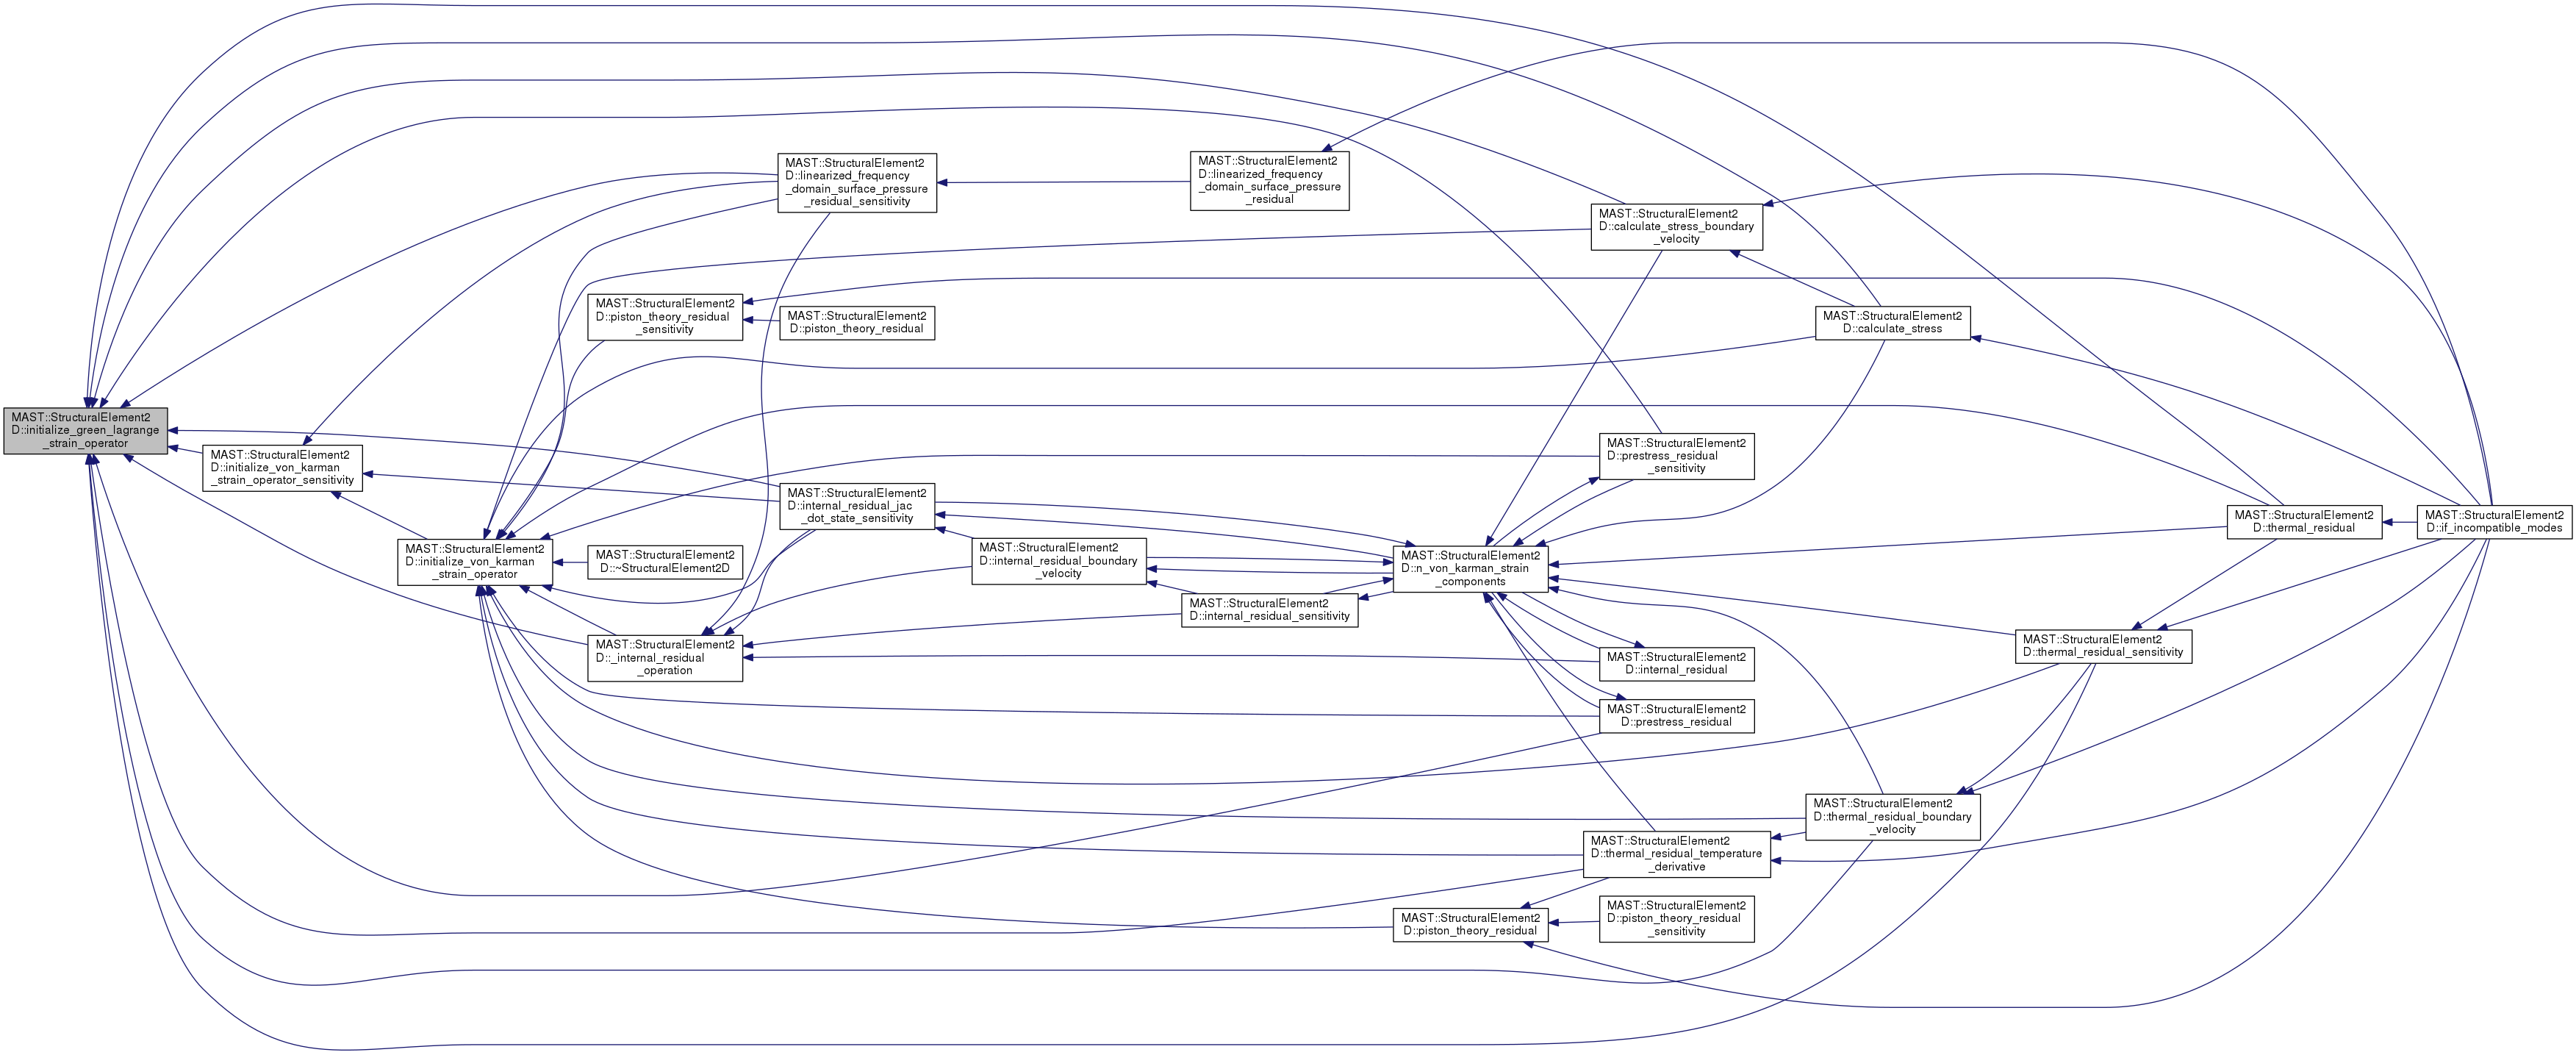 MAST::StructuralElement2
D::initialize_green_lagrange
_strain_operator
MAST::StructuralElement2
D::initialize_von_karman
_strain_operator_sensitivity
MAST::StructuralElement2
D::initialize_von_karman
_strain_operator
MAST::StructuralElement2
D::linearized_frequency
_domain_surface_pressure
_residual_sensitivity
MAST::StructuralElement2
D::piston_theory_residual
_sensitivity
MAST::StructuralElement2
D::piston_theory_residual
MAST::StructuralElement2
D::internal_residual_jac
_dot_state_sensitivity
MAST::StructuralElement2
D::~StructuralElement2D
MAST::StructuralElement2
D::_internal_residual
_operation
MAST::StructuralElement2
D::internal_residual_boundary
_velocity
MAST::StructuralElement2
D::linearized_frequency
_domain_surface_pressure
_residual
MAST::StructuralElement2
D::internal_residual_sensitivity
MAST::StructuralElement2
D::n_von_karman_strain
_components
MAST::StructuralElement2
D::piston_theory_residual
MAST::StructuralElement2
D::calculate_stress_boundary
_velocity
MAST::StructuralElement2
D::calculate_stress
MAST::StructuralElement2
D::prestress_residual
_sensitivity
MAST::StructuralElement2
D::internal_residual
MAST::StructuralElement2
D::prestress_residual
MAST::StructuralElement2
D::thermal_residual_temperature
_derivative
MAST::StructuralElement2
D::piston_theory_residual
_sensitivity
MAST::StructuralElement2
D::thermal_residual_boundary
_velocity
MAST::StructuralElement2
D::thermal_residual_sensitivity
MAST::StructuralElement2
D::thermal_residual
MAST::StructuralElement2
D::if_incompatible_modes